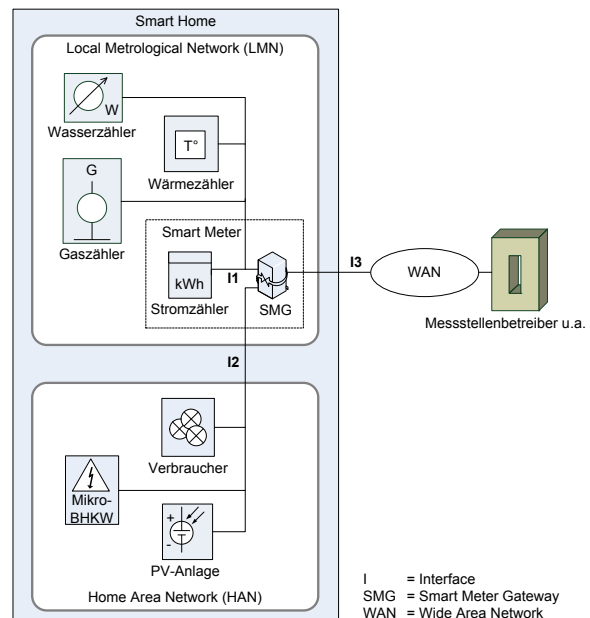 Smart Home
Local Metrological Network (LMN)
W
Wasserzähler
T°
Wärmezähler
G
Gaszähler
Smart Meter
kWh
I1
Stromzähler
SMG
I3
WAN
Messstellenbetreiber u.a.
I2
Verbraucher
Mikro-
BHKW
+
-
PV-Anlage
Home Area Network (HAN)
I = Interface
SMG = Smart Meter Gateway
WAN = Wide Area Network